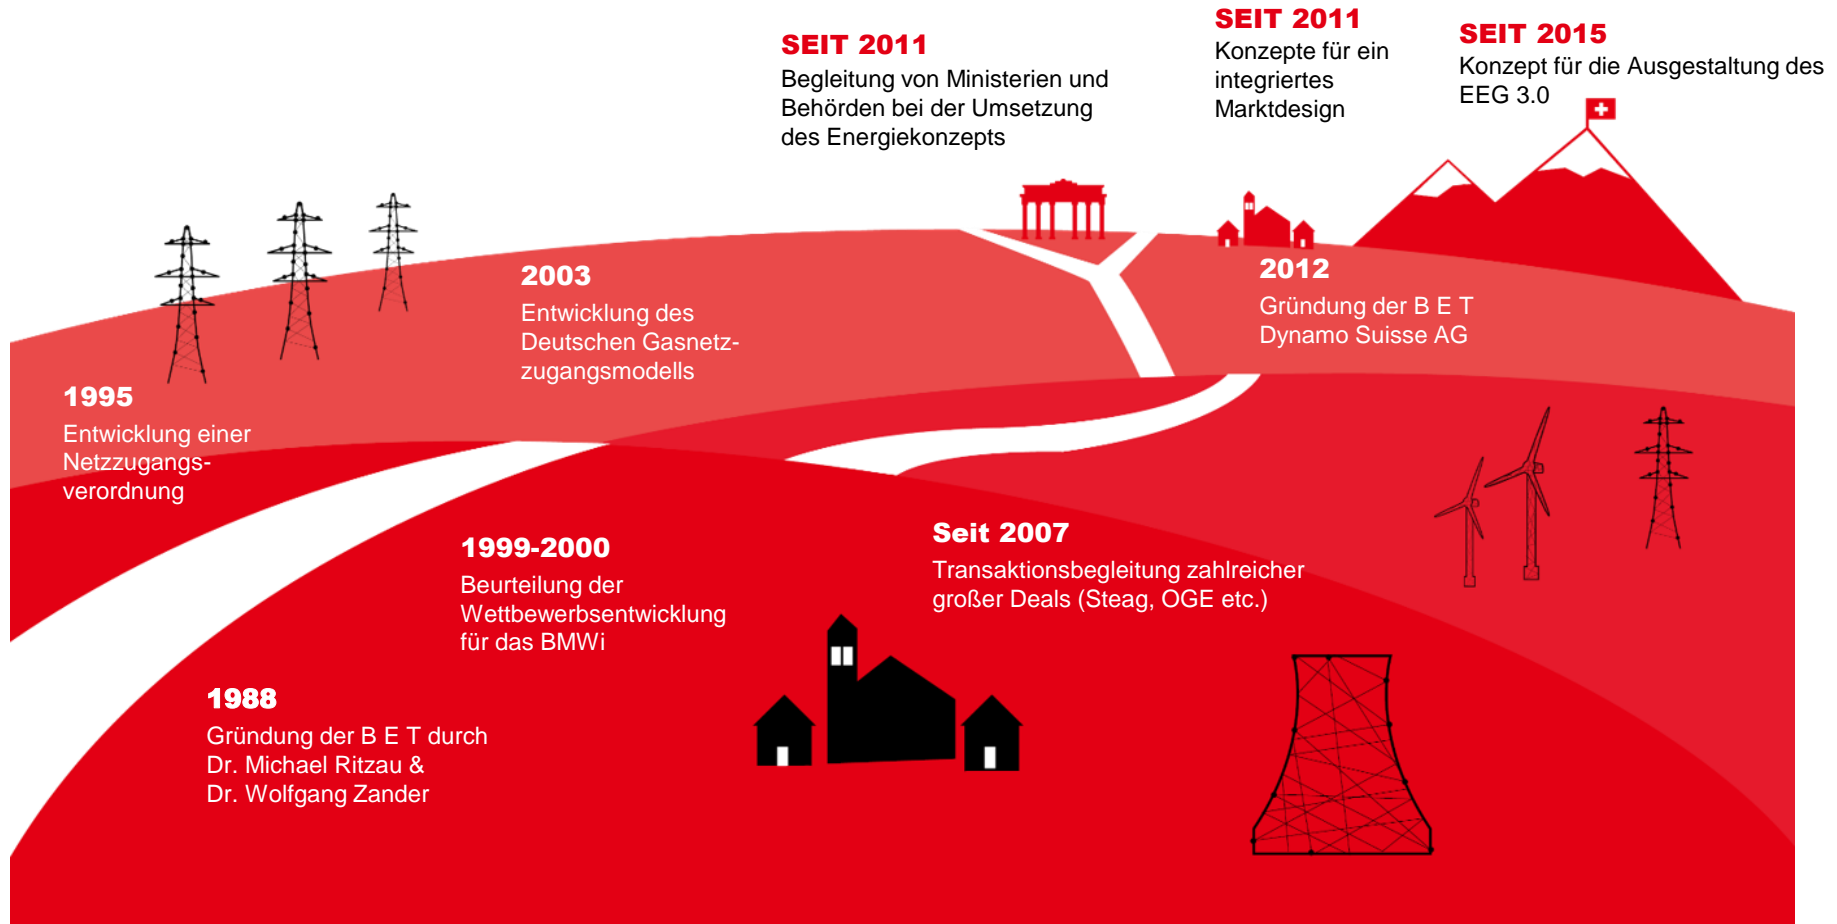 SEIT 2011
Begleitung von Ministerien und
Behörden bei der Umsetzung
des Energiekonzepts
SEIT 2011
Konzepte für ein
integriertes
Marktdesign
SEIT 2015
Konzept für die Ausgestaltung des
EEG 3.0
2003
Entwicklung des
Deutschen Gasnetz-
zugangsmodells
2012
Gründung der B E T
Dynamo Suisse AG
1995
Entwicklung einer
Netzzugangs-
verordnung
1999-2000
Beurteilung der
Wettbewerbsentwicklung
für das BMWi
Seit 2007
Transaktionsbegleitung zahlreicher
großer Deals (Steag, OGE etc.)
1988
Gründung der B E T durch
Dr. Michael Ritzau &
Dr. Wolfgang Zander